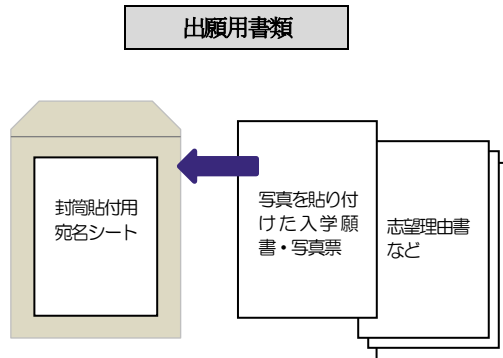 出願用書類
封筒貼付用
宛名シート
写真を貼り付
けた入学願
書・写真票
志望理由書
など